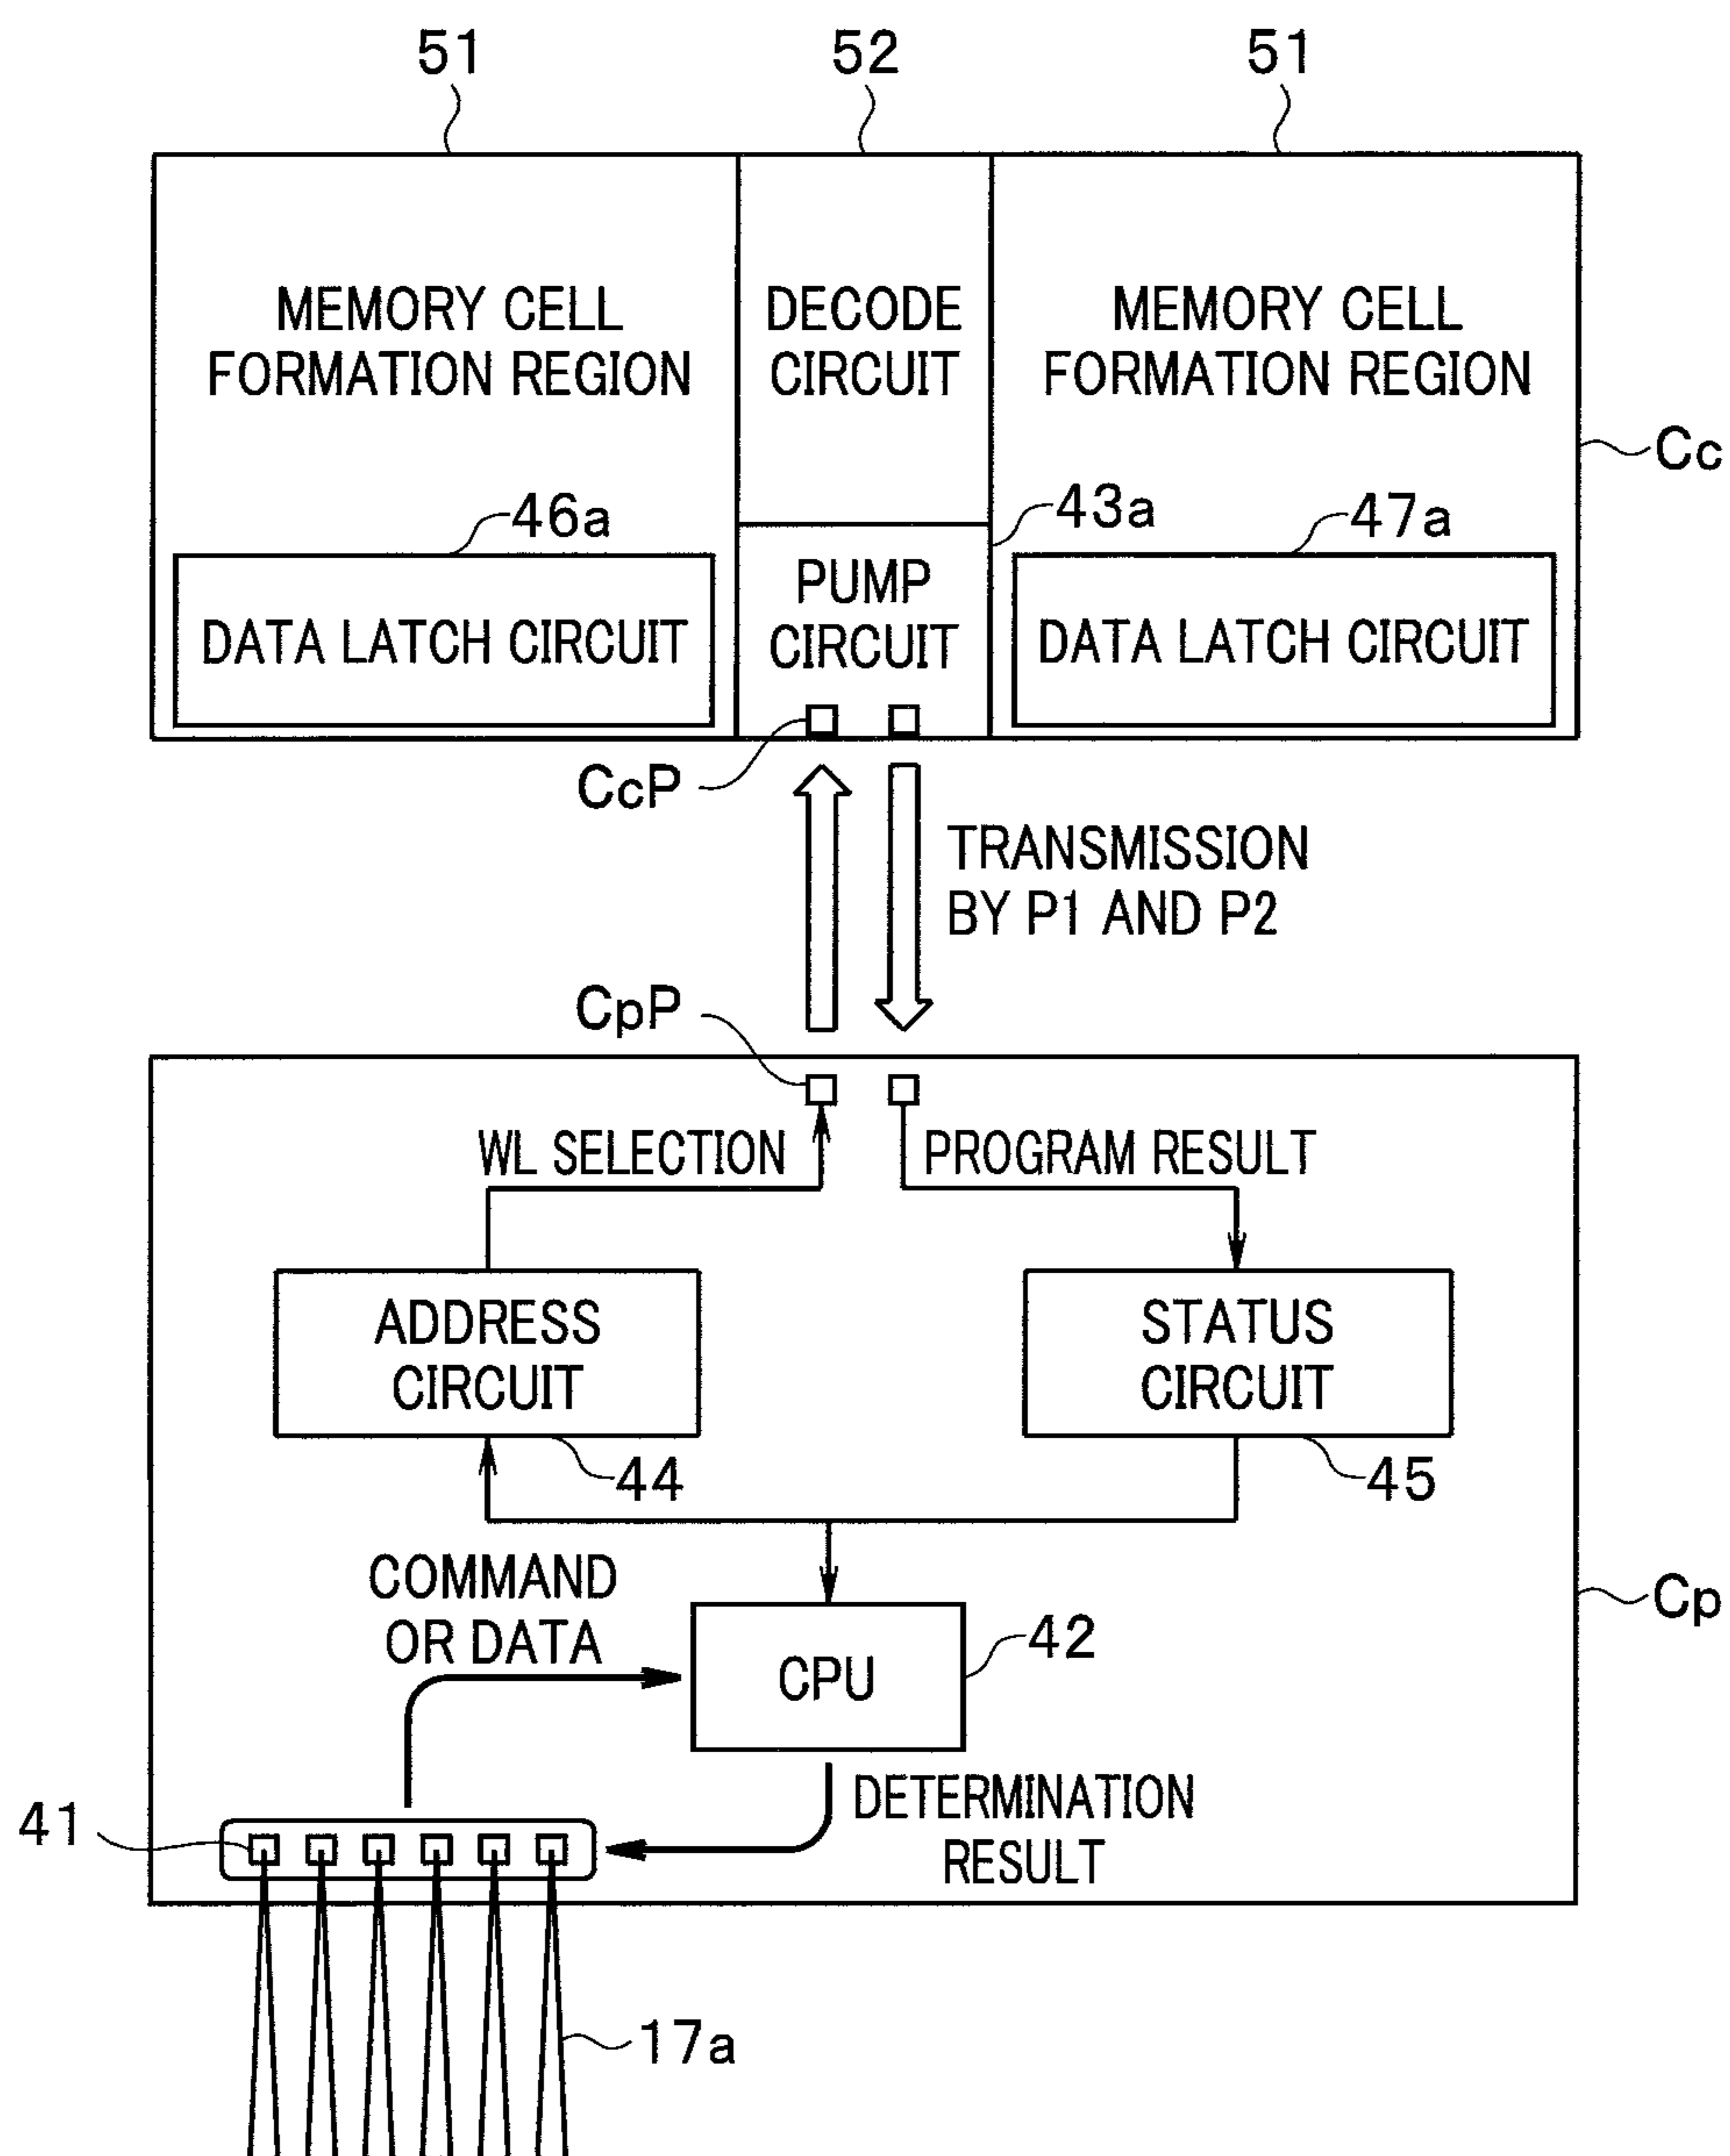 51
52
51
MEMORY CELL
FORMATION REGION
DECODE
CIRCUIT
MEMORY CELL
FORMATION REGION
Cc
46a
43a
47a
DATA LATCH CIRCUIT
PUMP
CIRCUIT
DATA LATCH CIRCUIT
CcP
TRANSMISSION
BY P1 AND P2
CpP
WL SELECTION
PROGRAM RESULT
ADDRESS
CIRCUIT
STATUS
CIRCUIT
44
45
COMMAND
OR DATA
Cp
CPU
42
DETERMINATION
RESULT
41
17a